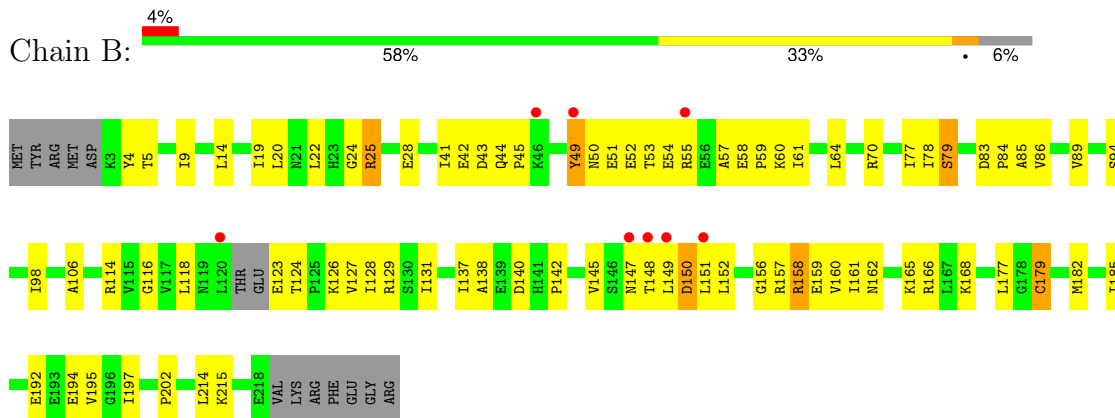 4%
Chain B:
58% 33% • 6%
MET TYR ARG MET ASP K3 Y4 T5 I9 L14 I19 L20 N21 L22 H23 G24 R25 E28 I41 E42 D43 Q44 P45 K46 Y49 N50 E51 E52 T53 E54 R55 E56 A57 E58 P59 K60 I61 L64 R70 I77 I78 S79 D83 P84 A85 V86 V89
I98 A106 R114 V115 G116 V117 L118 N119 L120 THR GLU E123 T124 P125 K126 V127 I128 R129 S130 I131 I137 A138 E139 D140 H141 P142 V145 S146 N147 T148 L149 D150 L151 L152 G156 R157 R158 E159 V160 I161 N162 K165 R166 L167 K168 L177 G178 C179 M182
E192 E193 E194 V195 G196 I197 P202 L214 K215 E218 VAL LYS ARG PHE GLU GLY ARG